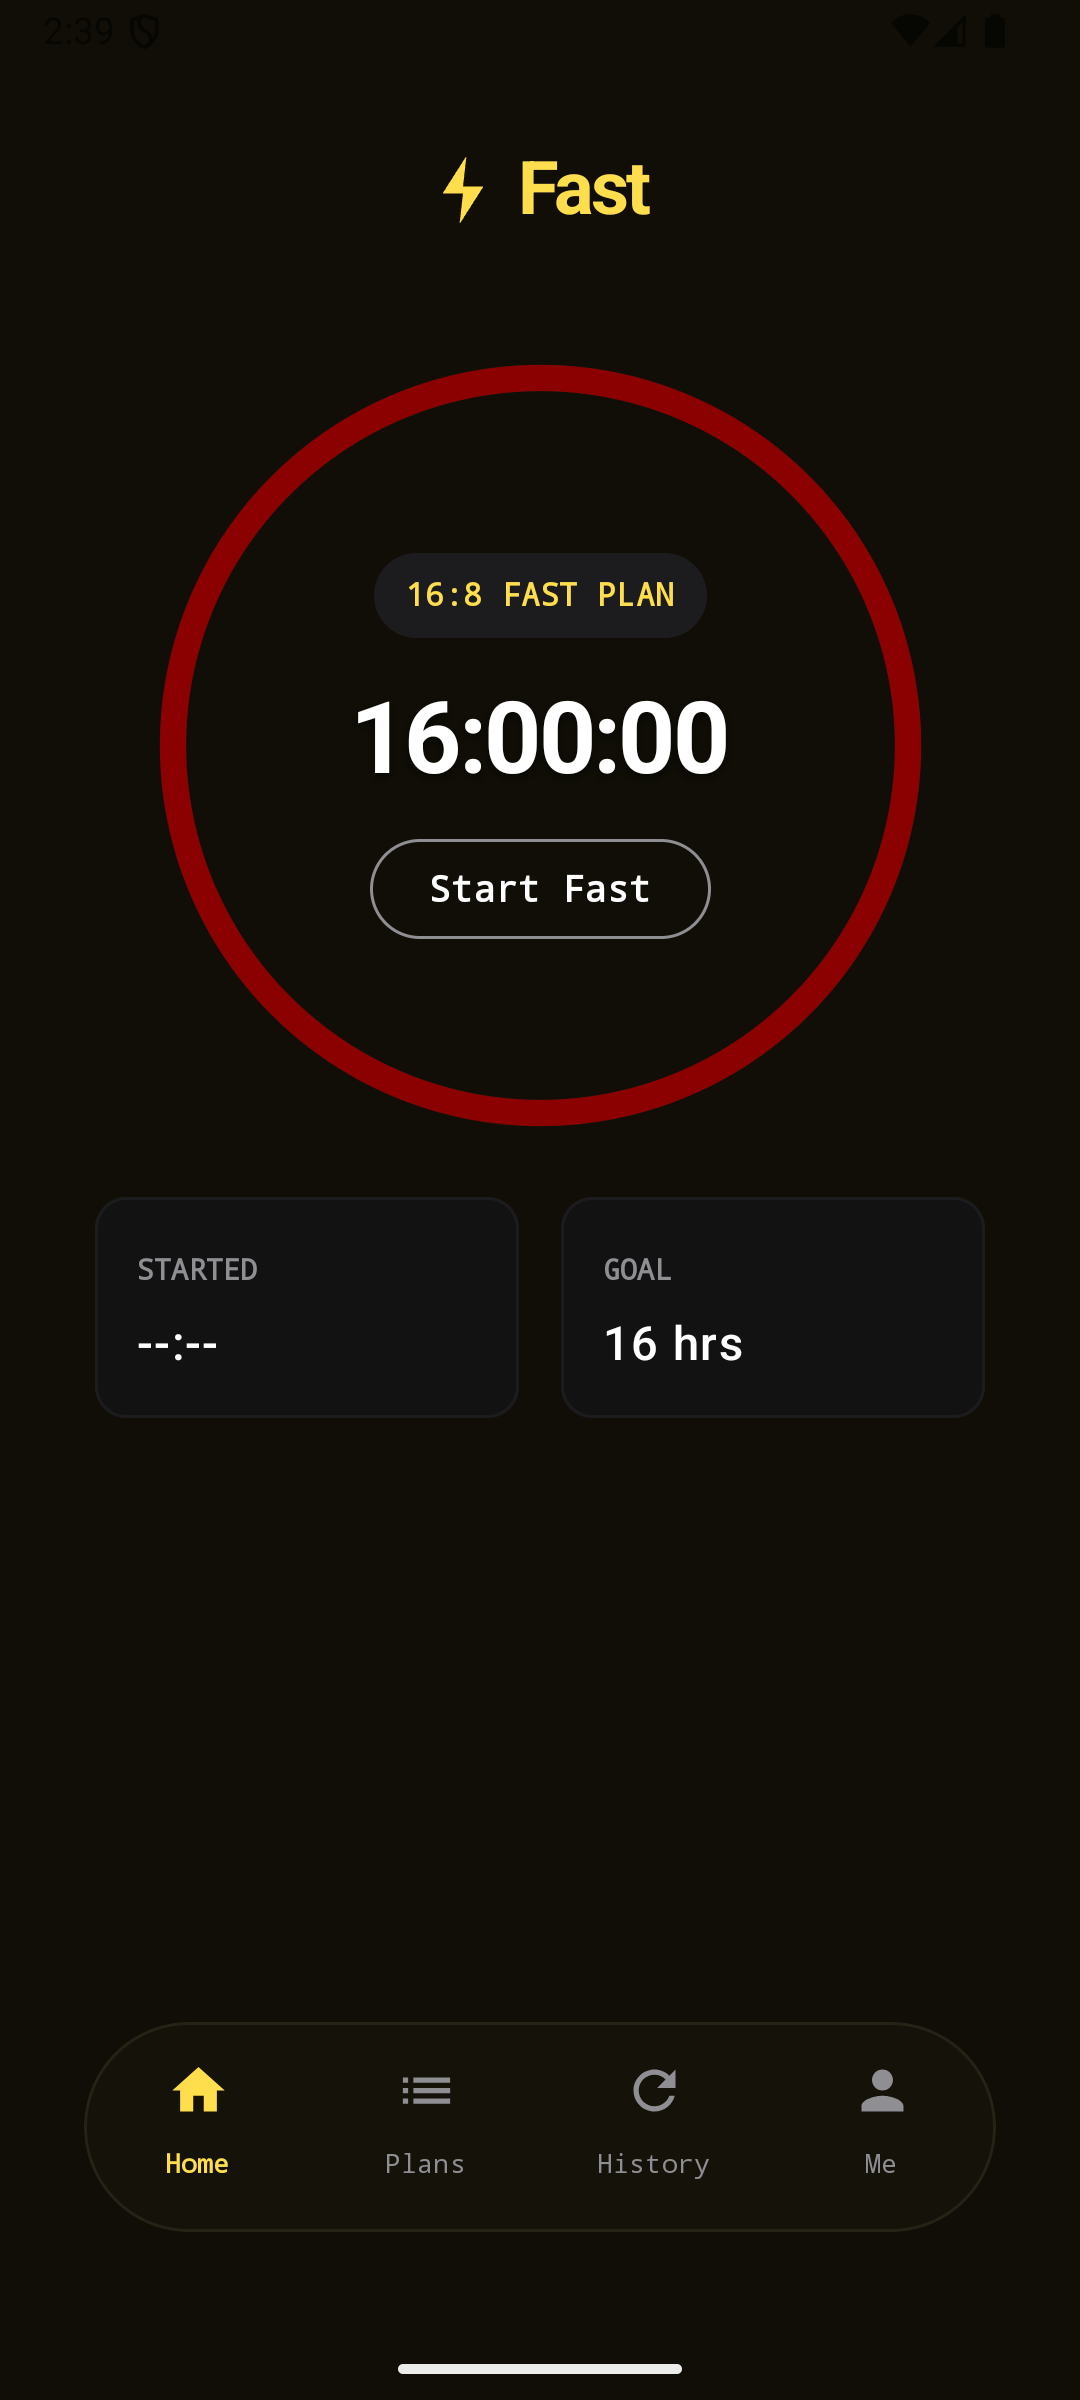 2:39
Fast
16:8 FAST PLAN
16:00:00
Start Fast
STARTED
--:--
GOAL
16 hrs
Home
Plans
History
Me